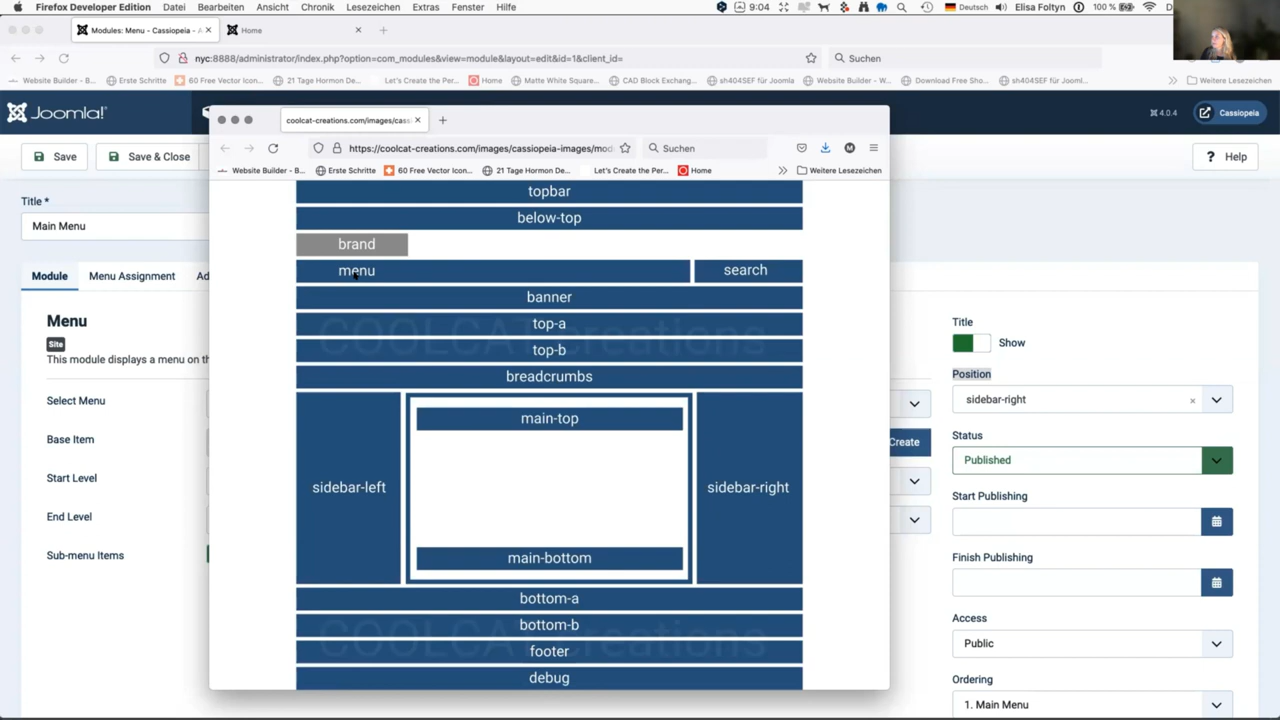 Firefox Developer Edition Datei Bearbeiten Ansicht Chronik Lesezeichen Extras Fenster Hilfe 9:04 Deutsch Elisa Foltyn 100 %
Modules: Menu - Cassiopeia - A Home
nyc:8888/administrator/index.php?option=com_modules&view=module&layout=edit&id=1&client_id= Suchen
Website Builder - B... Erste Schritte 60 Free Vector Icon... 21 Tage Hormon De... Let's Create the Per... Home Matte White Square... CAD Block Exchang... sh404SEF für Joomla Website Builder - W... Download Free Sho... sh404SEF für Jooml... Weitere Lesezeichen
Joomla! 4.0.4 Cassiopeia
coolcat-creations.com/images/cass
Save Save & Close Help
https://coolcat-creations.com/images/cassiopeia-images/mod Suchen
Website Builder - B... Erste Schritte 60 Free Vector Icon... 21 Tage Hormon De... Let's Create the Per... Home Weitere Lesezeichen
Title *
Main Menu
topbar
below-top
brand
menu search
banner
top-a
top-b
breadcrumbs
main-top
sidebar-left sidebar-right
main-bottom
bottom-a
bottom-b
footer
debug
COOLCATcreations
COOLCATcreations
Module Menu Assignment Ad
Menu
Site
This module displays a menu on th
Select Menu
Base Item
Create
Start Level
End Level
Sub-menu Items
Title
Show
Position
sidebar-right ×
Status
Published
Start Publishing
Finish Publishing
Access
Public
Ordering
1. Main Menu